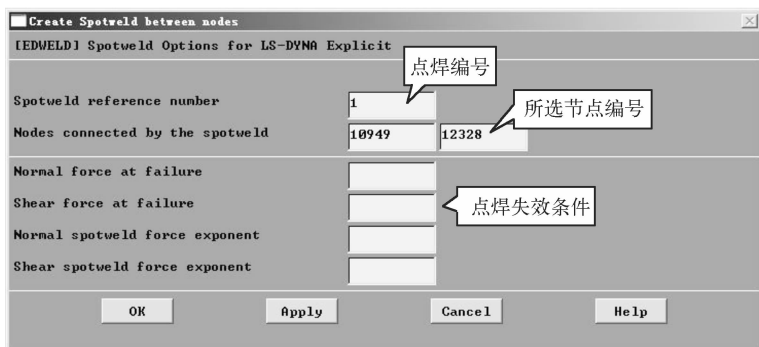 Create Spotweld between nodes
[EDWELD] Spotweld Options for LS-DYNA Explicit
点焊编号
Spotweld reference number 1
所选节点编号
Nodes connected by the spotweld 10949 12328
Normal force at failure
Shear force at failure
点焊失效条件
Normal spotweld force exponent
Shear spotweld force exponent
OK Apply Cancel Help